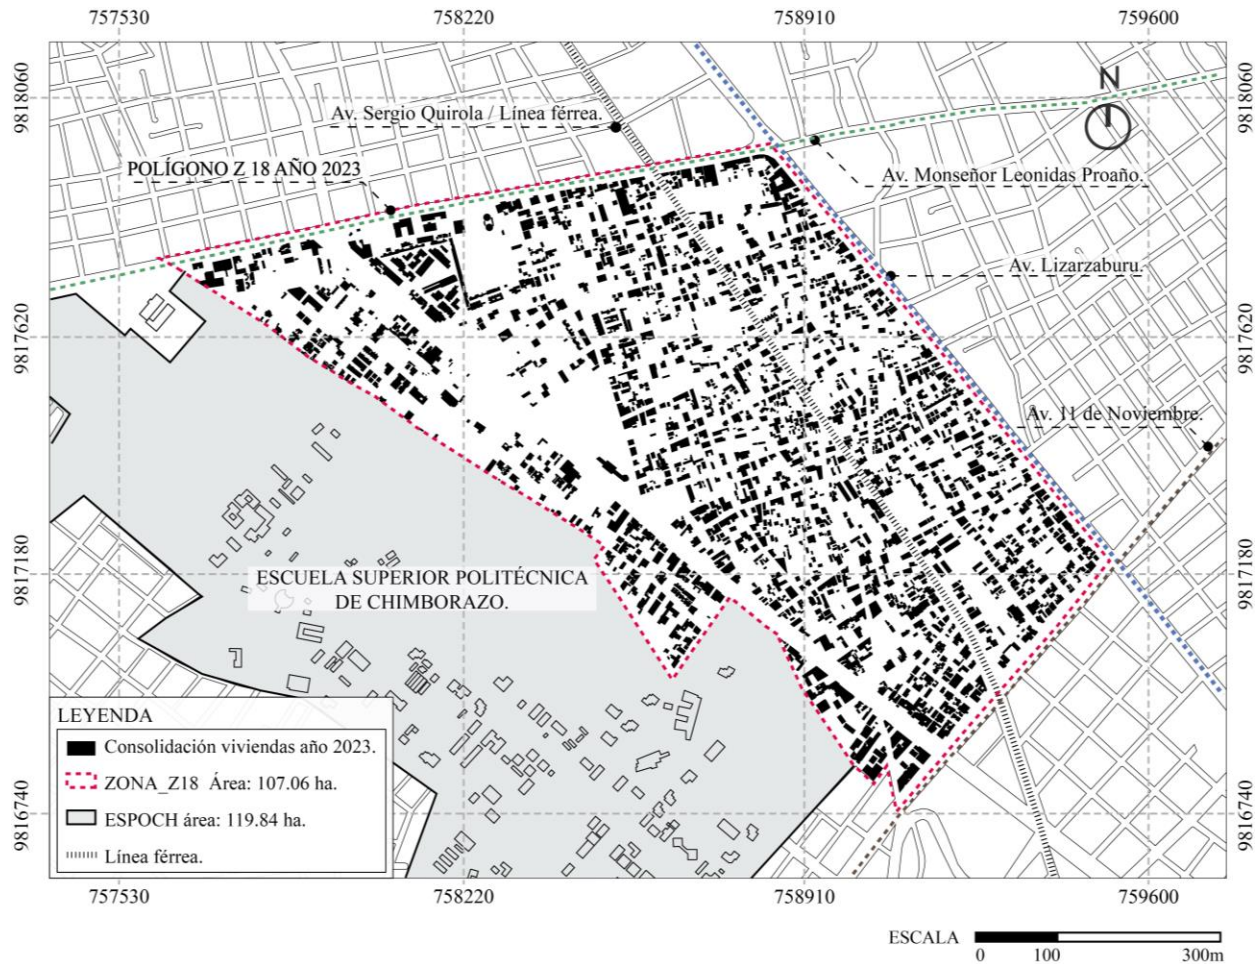 757530 758220 758910 759600
N
9818060 9818060
Av. Sergio Quirola / Línea férrea.
POLÍGONO Z 18 AÑO 2023
Av. Monseñor Leonidas Proaño.
Av. Lizarzaburu.
9817620 9817620
Av. 11 de Noviembre.
9817180 9817180
ESCUELA SUPERIOR POLITÉCNICA
DE CHIMBORAZO.
LEYENDA
Consolidación viviendas año 2023.
ZONA_Z18 Área: 107.06 ha.
ESPOCH área: 119.84 ha.
Línea férrea.
9816740 9816740
757530 758220 758910 759600
ESCALA
0 100 300m